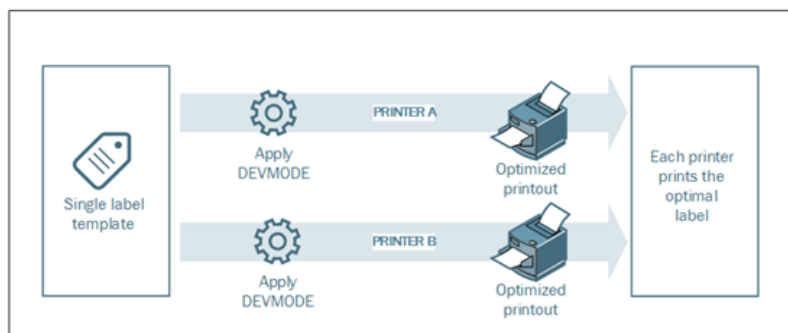 Single label
template
Apply
DEVMODE
PRINTER A
Optimized
printout
Apply
DEVMODE
PRINTER B
Optimized
printout
Each printer
prints the
optimal
label